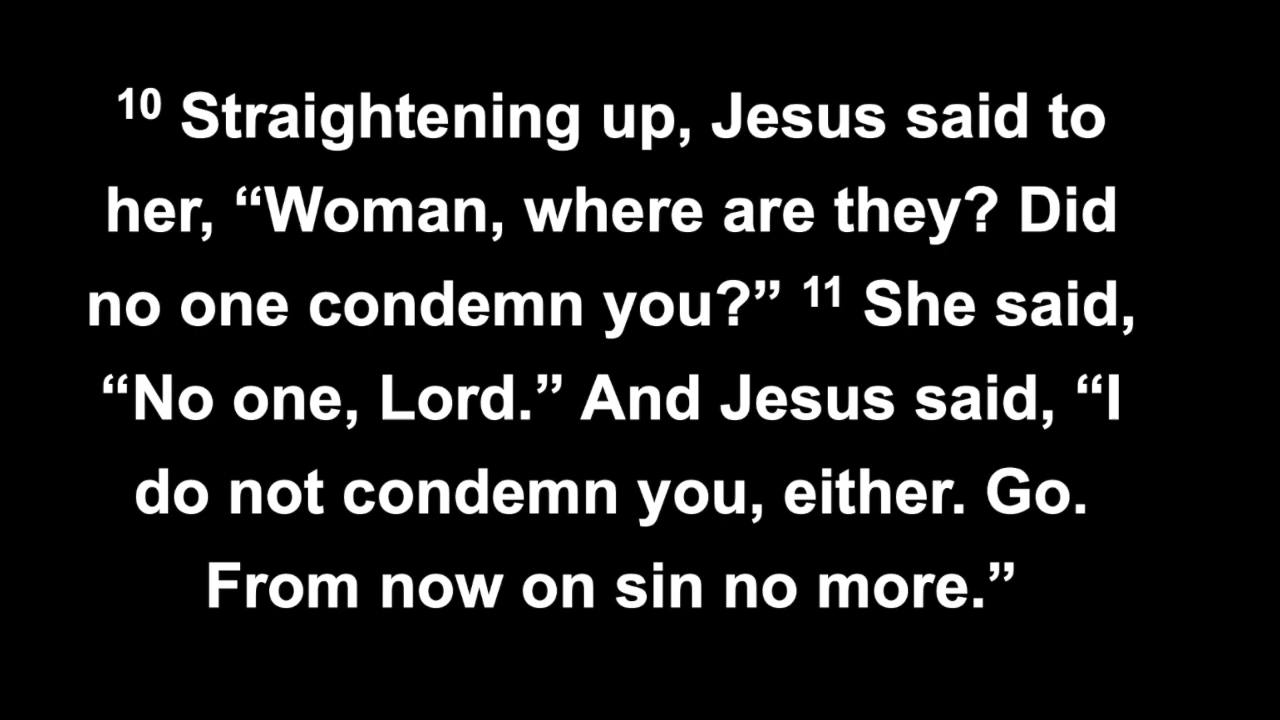 10 Straightening up, Jesus said to
her, “Woman, where are they? Did
no one condemn you?” 11 She said,
“No one, Lord.” And Jesus said, “I
do not condemn you, either. Go.
From now on sin no more.”